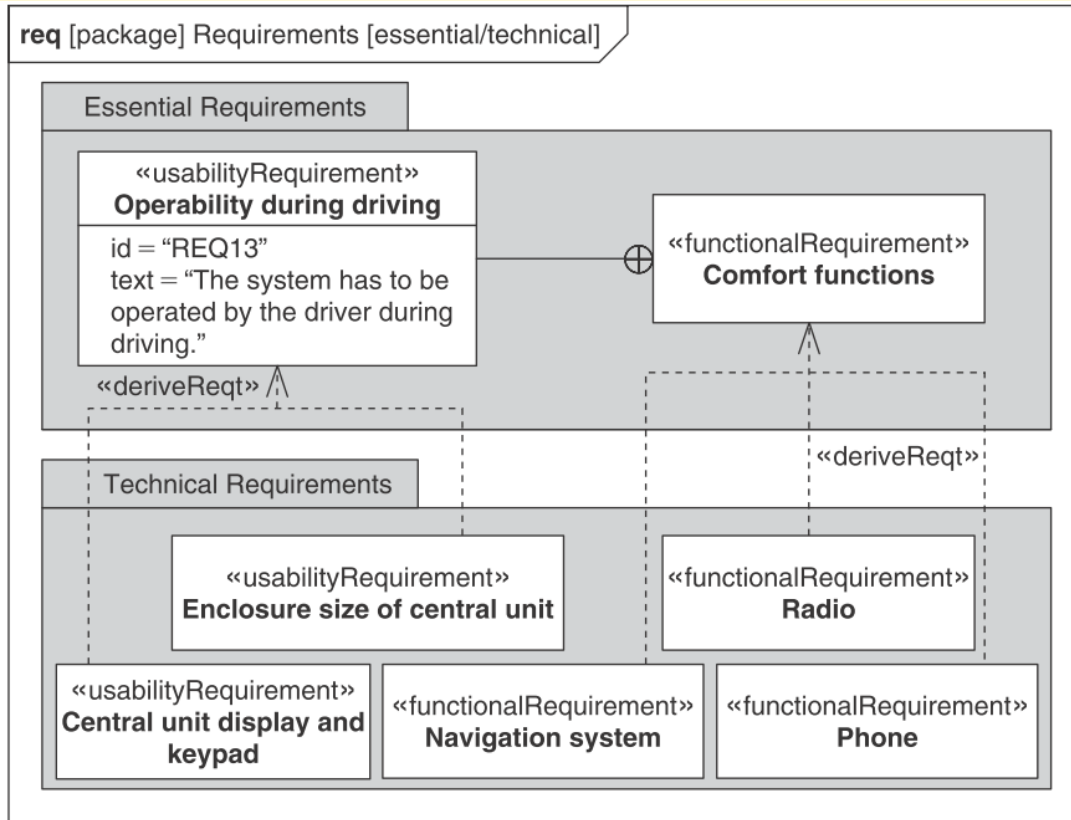 req [package] Requirements [essential/technical]
Essential Requirements
«usabilityRequirement»
Operability during driving
id = “REQ13”
text = “The system has to be
operated by the driver during
driving.”
«functionalRequirement»
Comfort functions
«deriveReqt»
«deriveReqt»
Technical Requirements
«usabilityRequirement»
Enclosure size of central unit
«functionalRequirement»
Radio
«usabilityRequirement»
Central unit display and
keypad
«functionalRequirement»
Navigation system
«functionalRequirement»
Phone